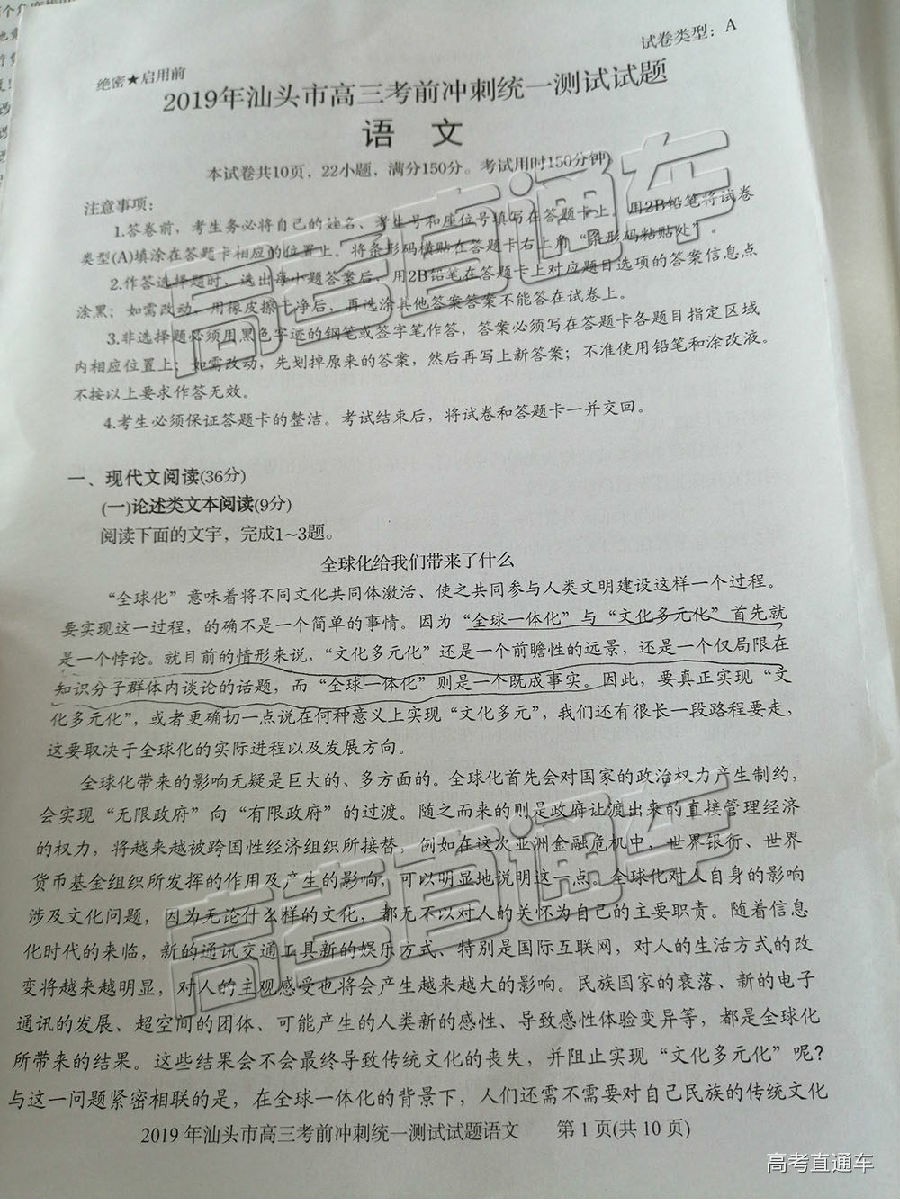 试卷类型：A
绝密★启用前
2019年汕头市高三考前冲刺统一测试试题
语 文
本试卷共10页，22小题，满分150分。考试用时150分钟）
注意事项：
1.答卷前，考生务必将自己的姓名、考生号和座位号填写在答题卡上。用2B铅笔将试卷
类型(A)填涂在答题卡相应的位置上。将条形码横贴在答题卡右上角“条形码粘贴处”。
2.作答选择题时，选出每小题答案后，用2B铅笔在答题卡上对应题目选项的答案信息点
涂黑；如需改动，用橡皮擦干净后，再选涂其他答案答案不能答在试卷上。
3.非选择题必须用黑色字迹的钢笔或签字笔作答，答案必须写在答题卡各题目指定区域
内相应位置上；如需改动，先划掉原来的答案，然后再写上新答案；不准使用铅笔和涂改液。
不按以上要求作答无效。
4.考生必须保证答题卡的整洁。考试结束后，将试卷和答题卡一并交回。
一、现代文阅读(36分)
(一)论述类文本阅读(9分)
阅读下面的文字，完成1~3题。
全球化给我们带来了什么
“全球化”意味着将不同文化共同体激活、使之共同参与人类文明建设这样一个过程。
要实现这一过程，的确不是一个简单的事情。因为“全球一体化”与“文化多元化”首先就
是一个悖论。就目前的情形来说，“文化多元化”还是一个前瞻性的远景，还是一个仅局限在
知识分子群体内谈论的话题，而“全球一体化”则是一个既成事实。因此，要真正实现“文
化多元化”，或者更确切一点说在何种意义上实现“文化多元”，我们还有很长一段路程要走，
这要取决于全球化的实际进程以及发展方向。
全球化带来的影响无疑是巨大的、多方面的。全球化首先会对国家的政治权力产生制约，
会实现“无限政府”向“有限政府”的过渡。随之而来的则是政府让渡出来的直接管理经济
的权力，将越来越被跨国性经济组织所接替，例如在这次亚洲金融危机中，世界银行、世界
货币基金组织所发挥的作用及产生的影响，可以明显地说明这一点。全球化对人自身的影响
涉及文化问题，因为无论什么样的文化，都无不以对人的关怀为自己的主要职责。随着信息
化时代的来临，新的通讯交通工具新的娱乐方式、特别是国际互联网，对人的生活方式的改
变将越来越明显，对人的主观感受也将会产生越来越大的影响。民族国家的衰落、新的电子
通讯的发展、超空间的团体、可能产生的人类新的感性、导致感性体验变异等，都是全球化
所带来的结果。这些结果会不会最终导致传统文化的丧失，并阻止实现“文化多元化”呢？
与这一问题紧密相联的是，在全球一体化的背景下，人们还需不需要对自己民族的传统文化
2019年汕头市高三考前冲刺统一测试试题语文 第1页(共10页)
高考直通车
高考直通车
高考直通车